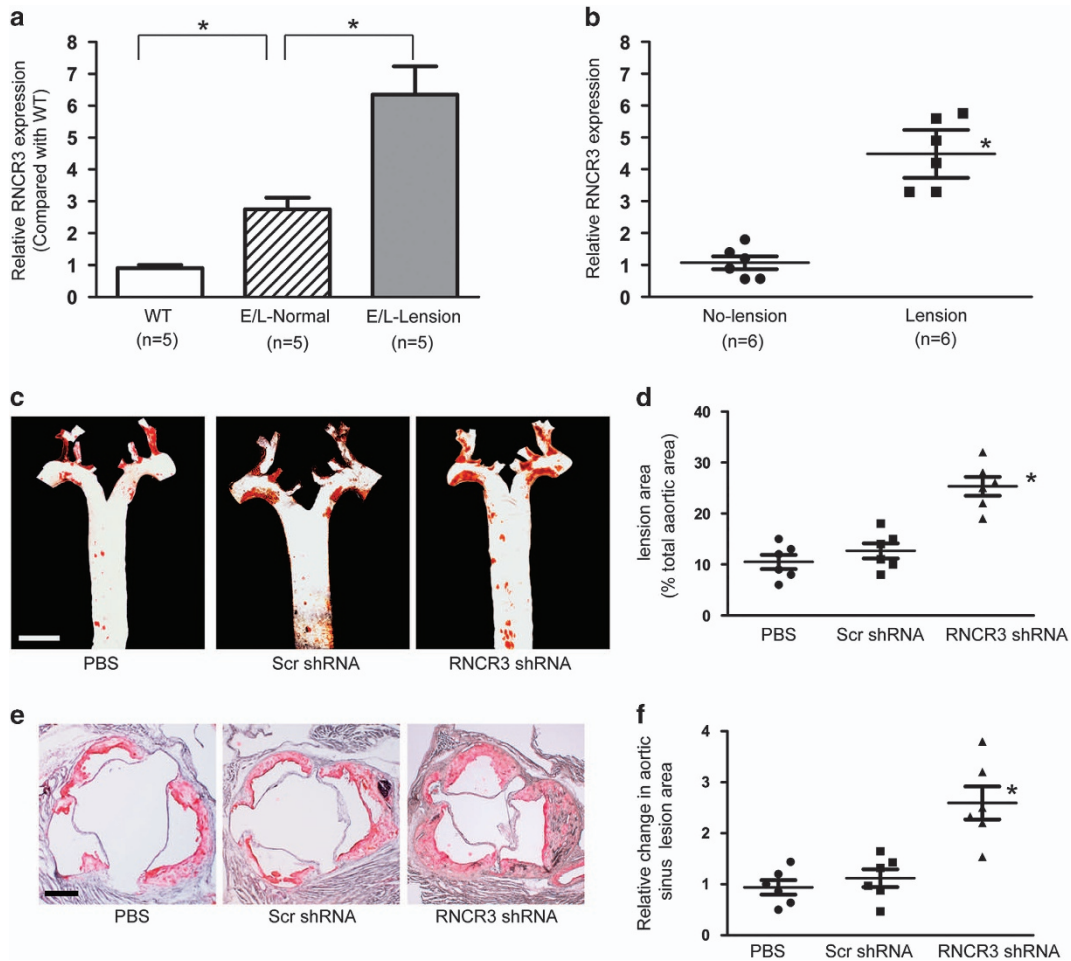 a
Relative RNCR3 expression
(Compared with WT)
8
7
6
5
4
3
2
1
0
*
*
WT
(n=5)
E/L-Normal
(n=5)
E/L-Lension
(n=5)
b
Relative RNCR3 expression
8
7
6
5
4
3
2
1
0
*
No-lension
(n=6)
Lension
(n=6)
c
PBS
Scr shRNA
RNCR3 shRNA
d
lension area
(% total aaortic area)
40
30
20
10
0
*
PBS
Scr shRNA
RNCR3 shRNA
e
PBS
Scr shRNA
RNCR3 shRNA
f
Relative change in aortic
sinus lesion area
4
3
2
1
0
*
PBS
Scr shRNA
RNCR3 shRNA